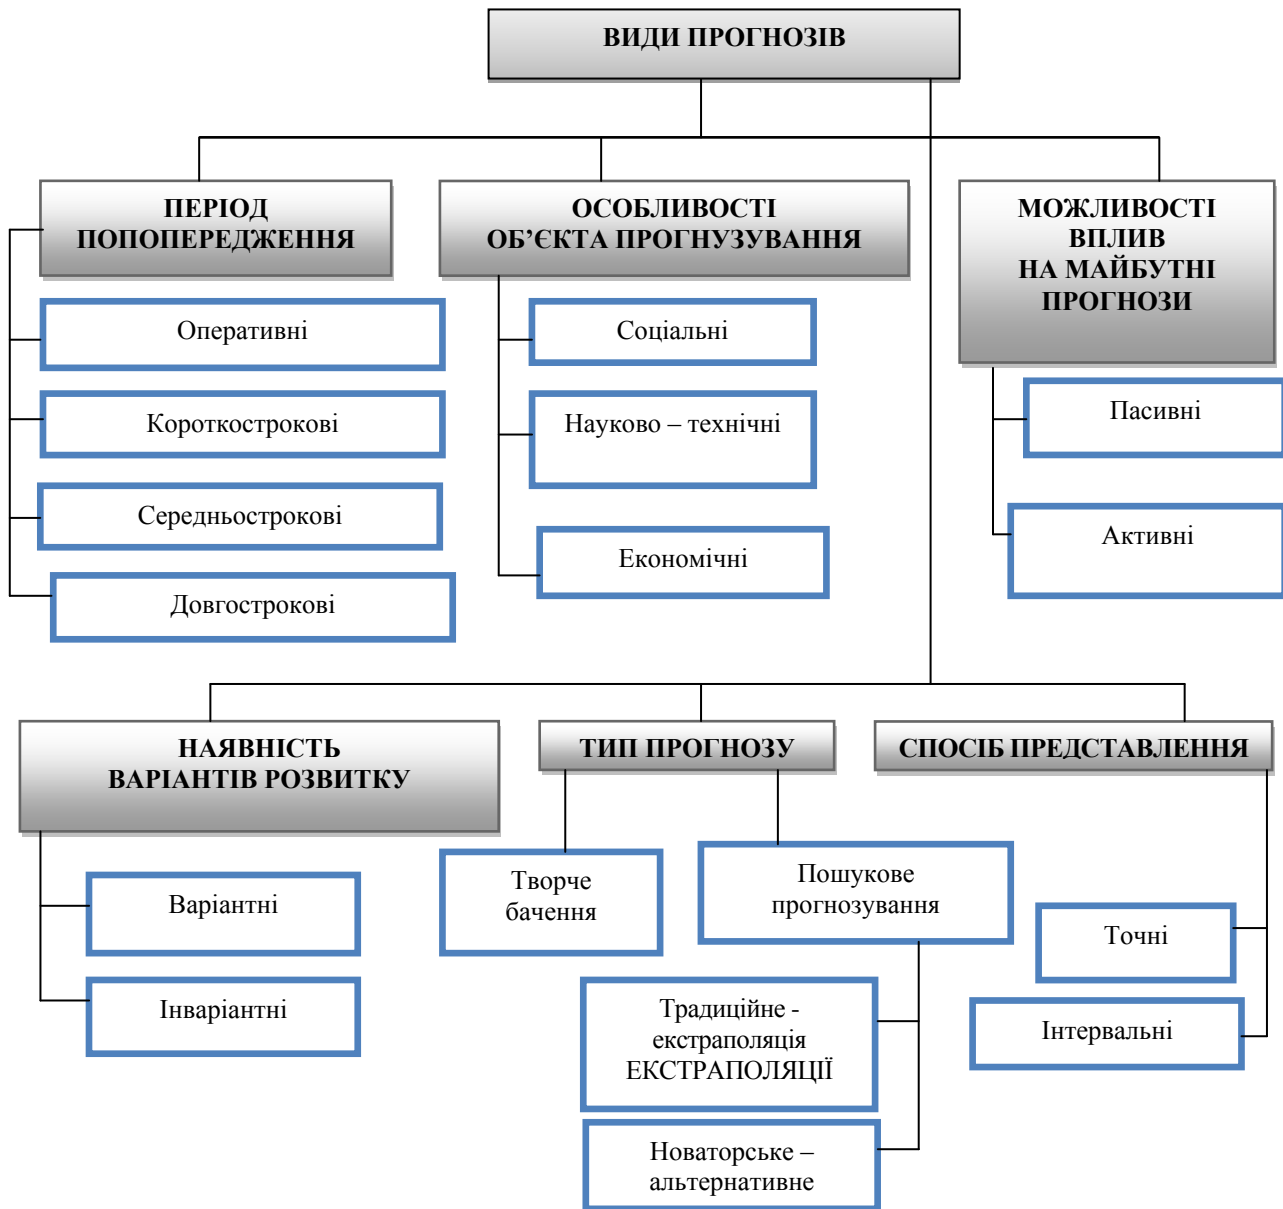 ВИДИ ПРОГНОЗІВ
ПЕРІОД
ПОПОПЕРЕДЖЕННЯ
ОСОБЛИВОСТІ
ОБ’ЄКТА ПРОГНУЗУВАННЯ
МОЖЛИВОСТІ
ВПЛИВ
НА МАЙБУТНІ
ПРОГНОЗИ
Оперативні
Короткострокові
Середньострокові
Довгострокові
Соціальні
Науково – технічні
Економічні
Пасивні
Активні
НАЯВНІСТЬ
ВАРІАНТІВ РОЗВИТКУ
ТИП ПРОГНОЗУ
СПОСІБ ПРЕДСТАВЛЕННЯ
Варіантні
Інваріантні
Творче
бачення
Пошукове
прогнозування
Традиційне -
екстраполяція
ЕКСТРАПОЛЯЦІЇ
Новаторське –
альтернативне
Точні
Інтервальні